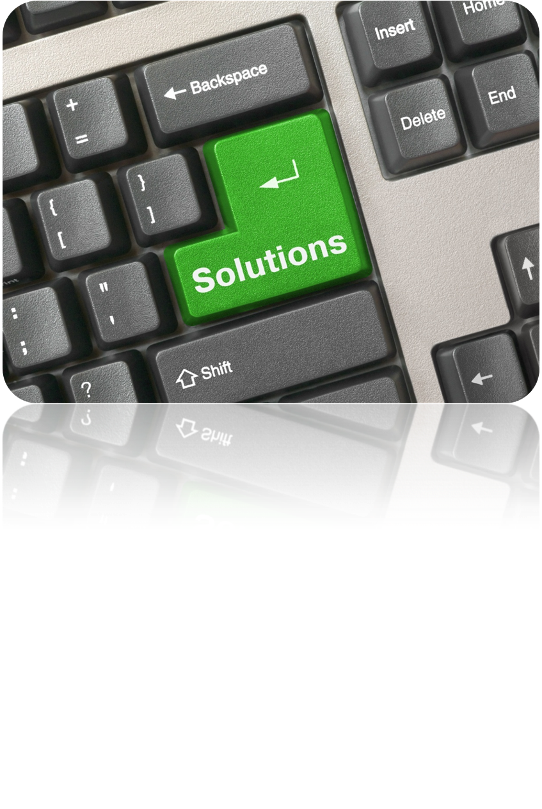 Insert
Home
Delete
End
+
=
← Backspace
{
[
}
]
Solutions
:
;
"
,
?
Shift